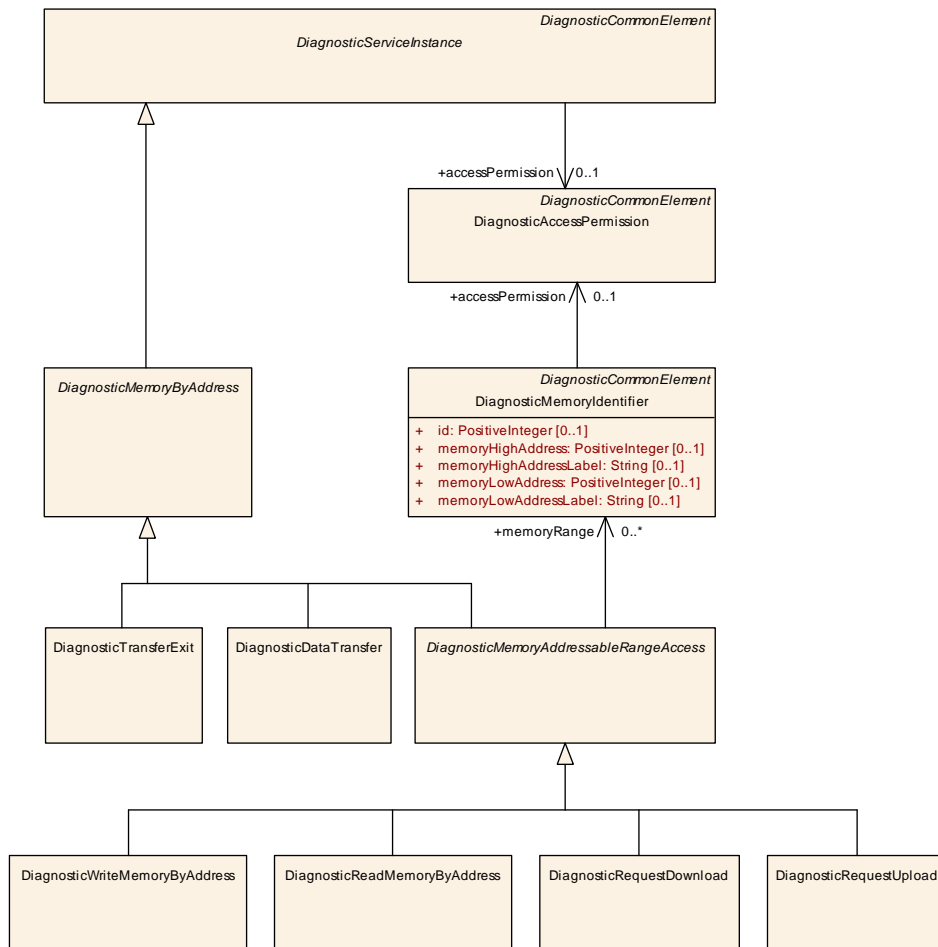 DiagnosticCommonElement
DiagnosticServiceInstance
+accessPermission 0..1
DiagnosticCommonElement
DiagnosticAccessPermission
+accessPermission 0..1
DiagnosticMemoryByAddress
DiagnosticCommonElement
DiagnosticMemoryIdentifier
+ id: PositiveInteger [0..1]
+ memoryHighAddress: PositiveInteger [0..1]
+ memoryHighAddressLabel: String [0..1]
+ memoryLowAddress: PositiveInteger [0..1]
+ memoryLowAddressLabel: String [0..1]
+memoryRange 0..*
DiagnosticTransferExit
DiagnosticDataTransfer
DiagnosticMemoryAddressableRangeAccess
DiagnosticWriteMemoryByAddress
DiagnosticReadMemoryByAddress
DiagnosticRequestDownload
DiagnosticRequestUpload